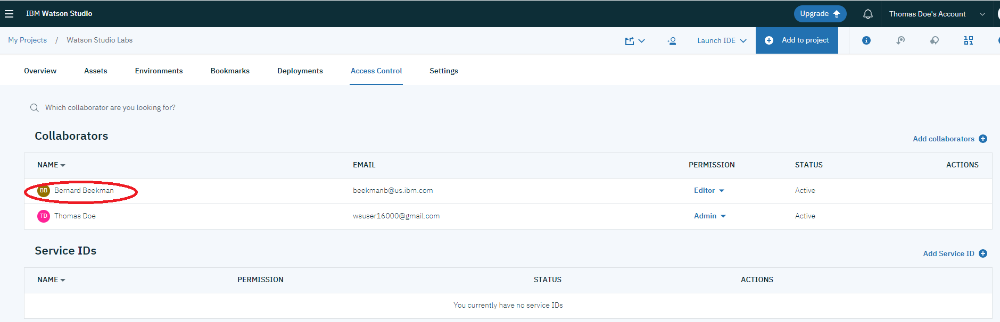 IBM Watson Studio Upgrade Thomas Doe's Account
My Projects / Watson Studio Labs Launch IDE Add to project
Overview Assets Environments Bookmarks Deployments Access Control Settings
Which collaborator are you looking for?
Collaborators Add collaborators
NAME EMAIL PERMISSION STATUS ACTIONS
BB Bernard Beekman beekmanb@us.ibm.com Editor Active
TD Thomas Doe wsuser16000@gmail.com Admin Active
Service IDs Add Service ID
NAME PERMISSION STATUS ACTIONS
You currently have no service IDs